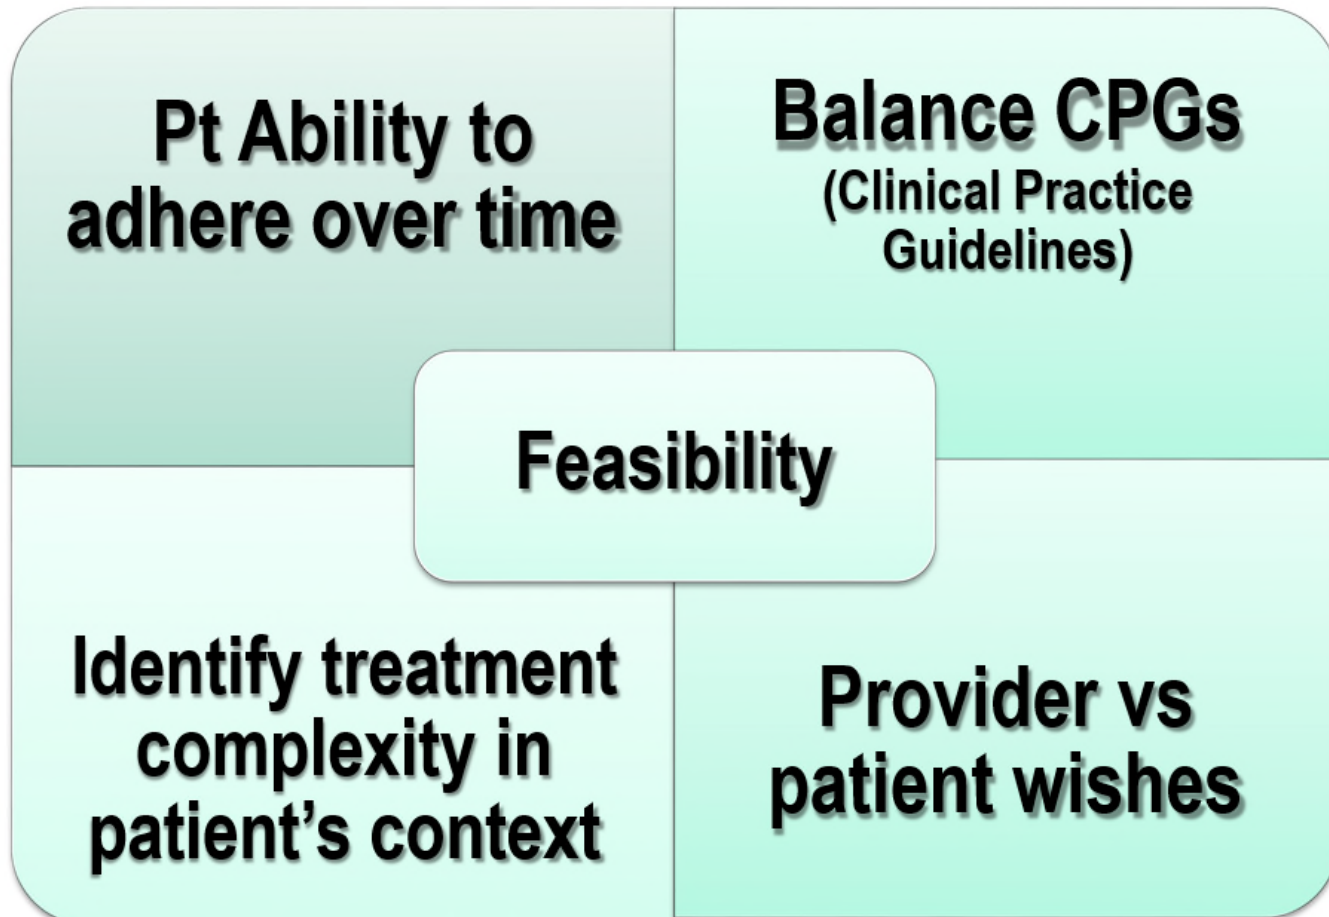 Pt Ability to
adhere over time
Balance CPGs
(Clinical Practice
Guidelines)
Feasibility
Identify treatment
complexity in
patient’s context
Provider vs
patient wishes